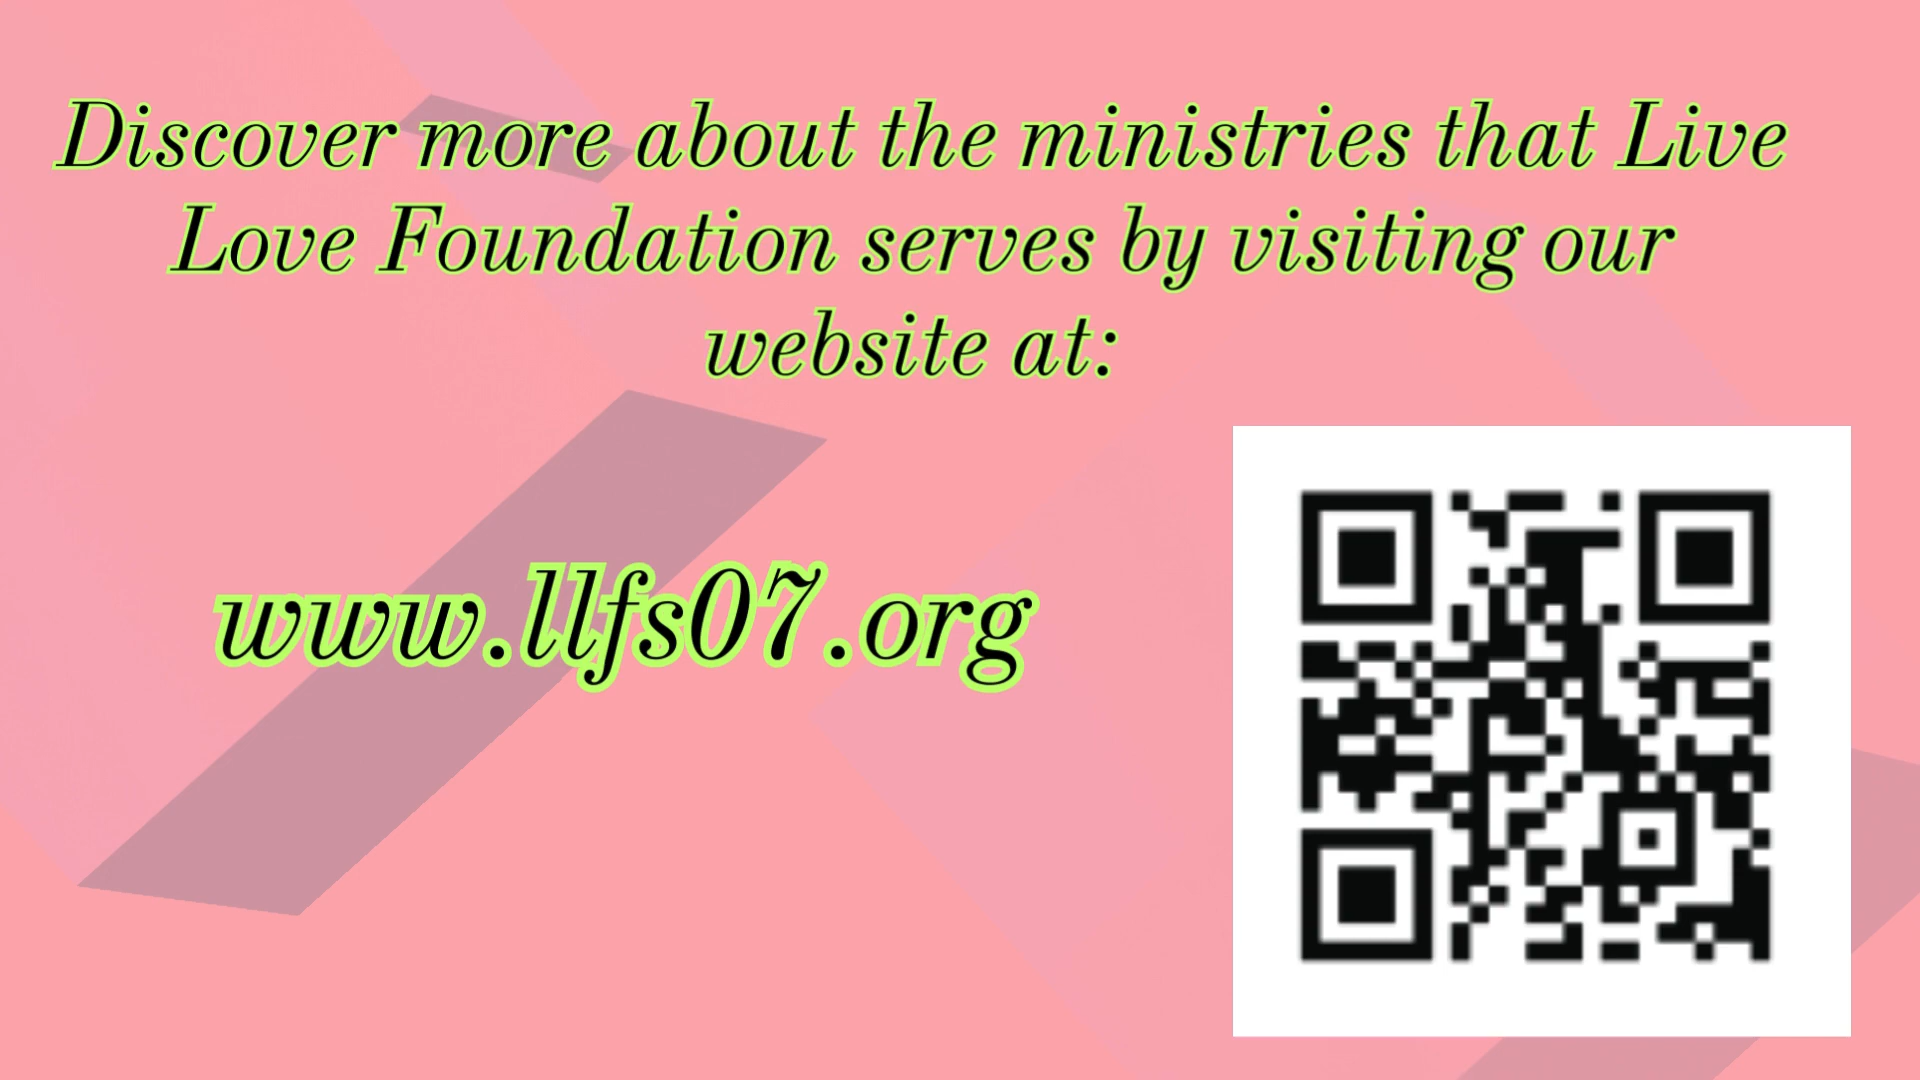 Discover more about the ministries that Live
Love Foundation serves by visiting our
website at:
www.llfs07.org